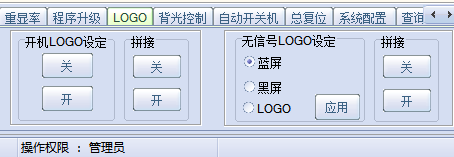 重显率 程序升级 LOGO 背光控制 自动开关机 总复位 系统配置 查询
开机LOGO设定 拼接 无信号LOGO设定 拼接
关 关 蓝屏 关
开 开 黑屏 开
LOGO 应用
操作权限 : 管理员